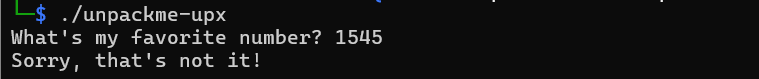 └─$ ./unpackme-upx
What's my favorite number? 1545
Sorry, that's not it!